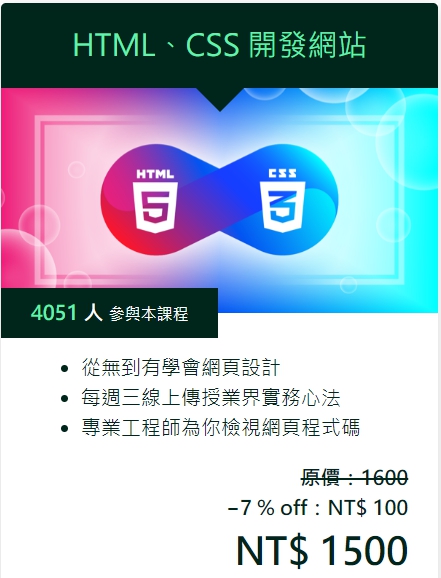 HTML、CSS 開發網站
HTML
5
CSS
3
4051 人 參與本課程
從無到有學會網頁設計
每週三線上傳授業界實務心法
專業工程師為你檢視網頁程式碼
原價：1600
–7 % off：NT$ 100
NT$ 1500